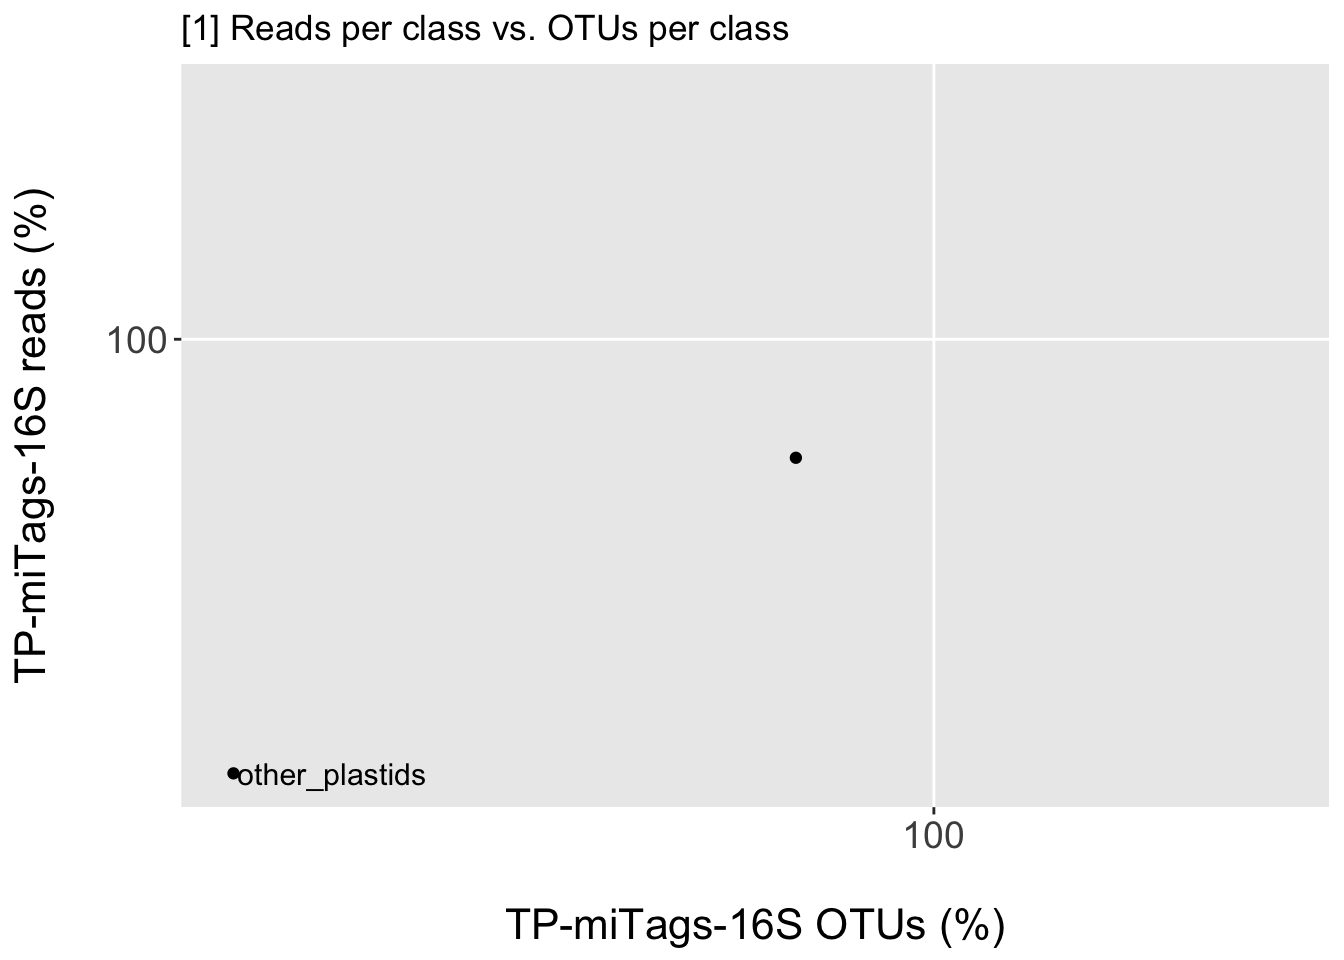 [1] Reads per class vs. OTUs per class
TP-miTags-16S reads (%)
100
other_plastids
100
TP-miTags-16S OTUs (%)